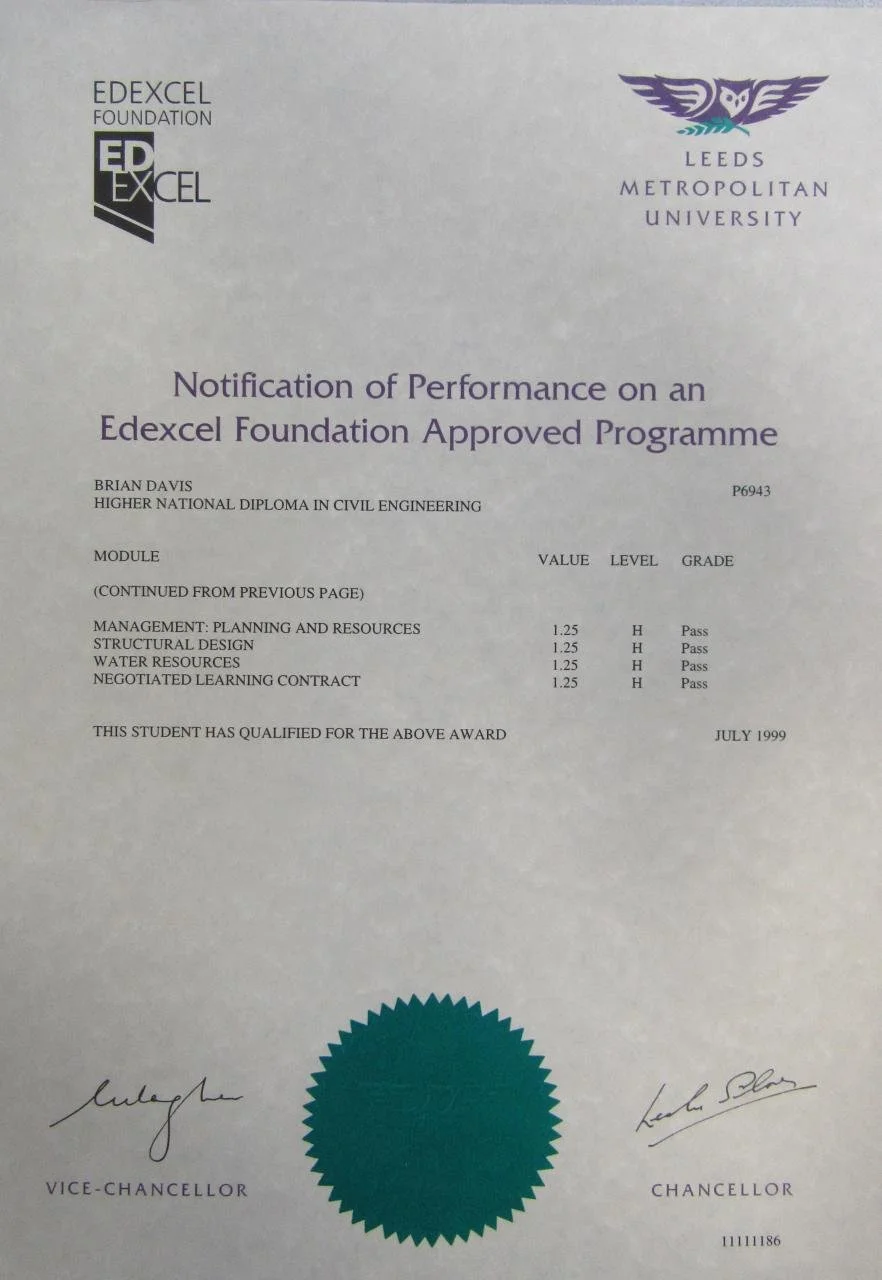 EDEXCEL
FOUNDATION
ED
EXCEL
LEEDS
METROPOLITAN
UNIVERSITY
Notification of Performance on an
Edexcel Foundation Approved Programme
BRIAN DAVIS P6943
HIGHER NATIONAL DIPLOMA IN CIVIL ENGINEERING
MODULE VALUE LEVEL GRADE
(CONTINUED FROM PREVIOUS PAGE)
MANAGEMENT: PLANNING AND RESOURCES 1.25 H Pass
STRUCTURAL DESIGN 1.25 H Pass
WATER RESOURCES 1.25 H Pass
NEGOTIATED LEARNING CONTRACT 1.25 H Pass
THIS STUDENT HAS QUALIFIED FOR THE ABOVE AWARD JULY 1999
VICE-CHANCELLOR CHANCELLOR
11111186